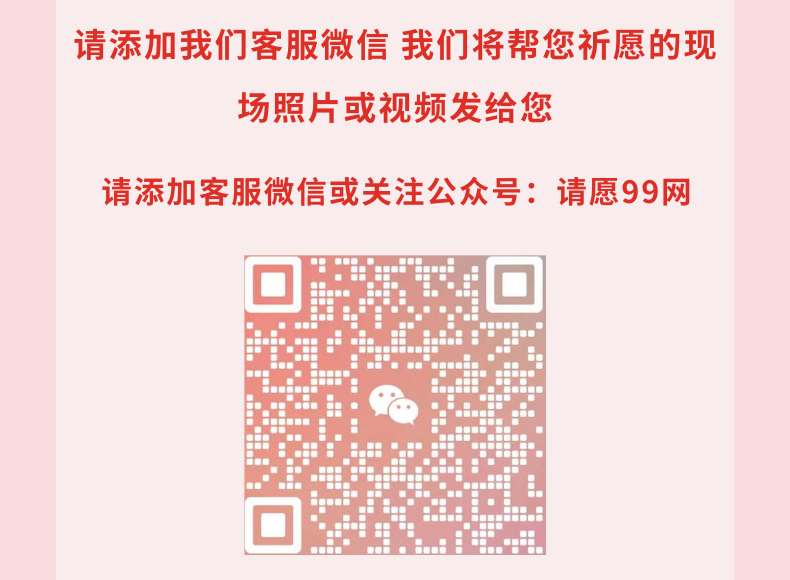 请添加我们客服微信 我们将帮您祈愿的现
场照片或视频发给您
请添加客服微信或关注公众号：请愿99网